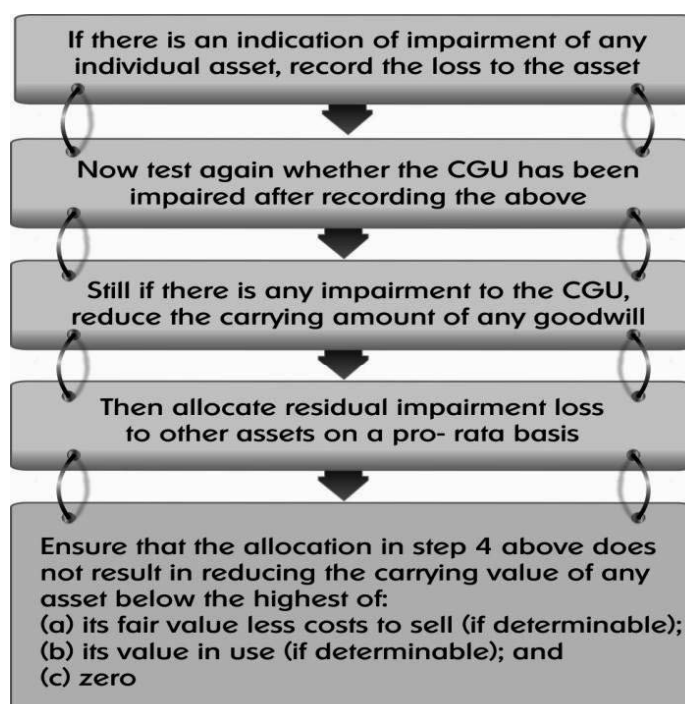 If there is an indication of impairment of any
individual asset, record the loss to the asset
Now test again whether the CGU has been
impaired after recording the above
Still if there is any impairment to the CGU,
reduce the carrying amount of any goodwill
Then allocate residual impairment loss
to other assets on a pro- rata basis
Ensure that the allocation in step 4 above does
not result in reducing the carrying value of any
asset below the highest of:
(a) its fair value less costs to sell (if determinable);
(b) its value in use (if determinable); and
(c) zero